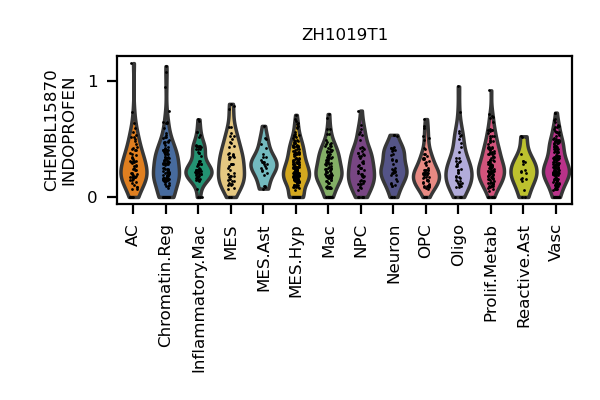 ZH1019T1
CHEMBL15870
INDOPROFEN
1
0
AC
Chromatin.Reg
Inflammatory.Mac
MES
MES.Ast
MES.Hyp
Mac
NPC
Neuron
OPC
Oligo
Prolif.Metab
Reactive.Ast
Vasc